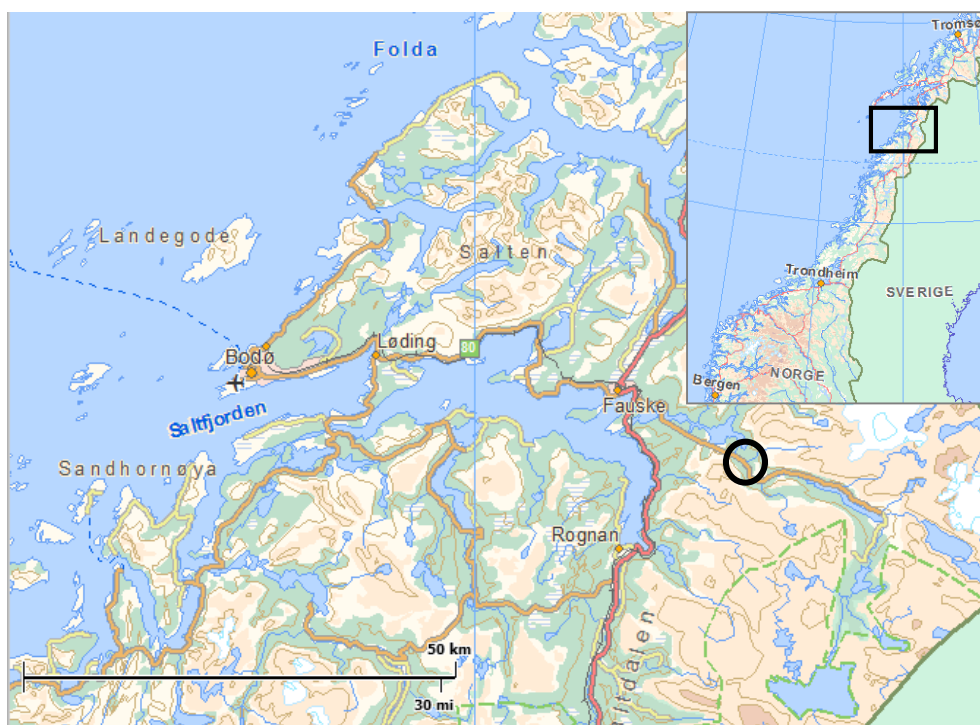 Folda
Tromsø
Landegode
Salten
Trondheim
SVERIGE
Løding
80
Bodø
NORGE
Bergen
Fauske
Saltfjorden
Sandhornøya
Rognan
50 km
30 mi